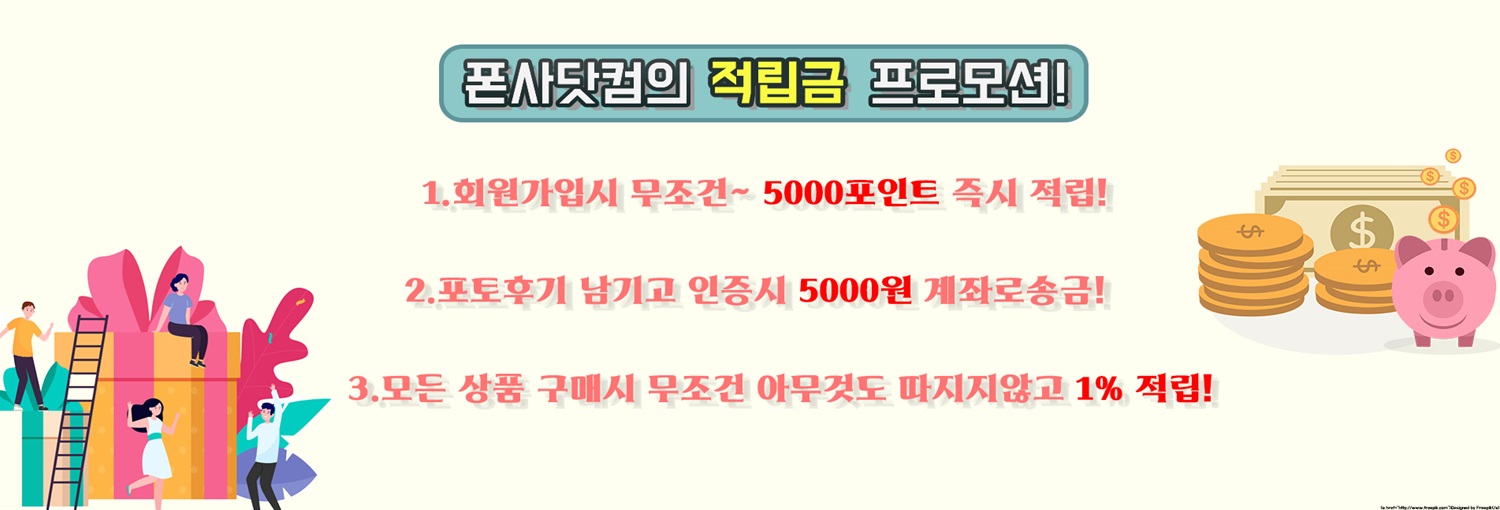 폰사닷컴의 적립금 프로모션!
1.회원가입시 무조건~ 5000포인트 즉시 적립!
2.포토후기 남기고 인증시 5000원 계좌로송금!
3.모든 상품 구매시 무조건 아무것도 따지지않고 1% 적립!
(a href="http://www.freepik.com">Designed by Freepik</a)